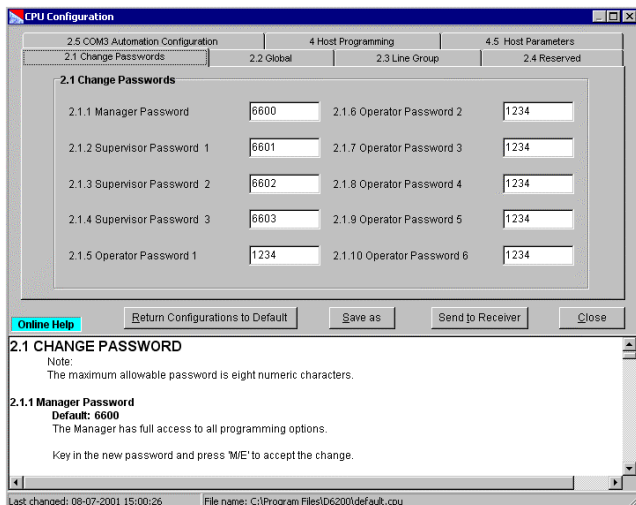 CPU Configuration
2.5 COM3 Automation Configuration 4 Host Programming 4.5 Host Parameters
2.1 Change Passwords 2.2 Global 2.3 Line Group 2.4 Reserved
2.1 Change Passwords
2.1.1 Manager Password 6600 2.1.6 Operator Password 2 1234
2.1.2 Supervisor Password 1 6601 2.1.7 Operator Password 3 1234
2.1.3 Supervisor Password 2 6602 2.1.8 Operator Password 4 1234
2.1.4 Supervisor Password 3 6603 2.1.9 Operator Password 5 1234
2.1.5 Operator Password 1 1234 2.1.10 Operator Password 6 1234
Online Help Return Configurations to Default Save as Send to Receiver Close
2.1 CHANGE PASSWORD
Note:
The maximum allowable password is eight numeric characters.
2.1.1 Manager Password
Default: 6600
The Manager has full access to all programming options.
Key in the new password and press 'M/E' to accept the change.
Last changed: 08-07-2001 15:00:26 File name: C:\Program Files\D6200\default.cpu